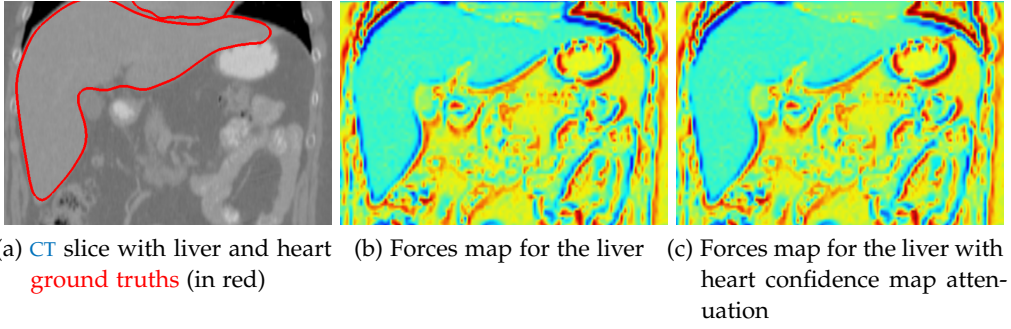 a) CT slice with liver and heart
ground truths (in red)
(b) Forces map for the liver
(c) Forces map for the liver with
heart confidence map atten-
uation